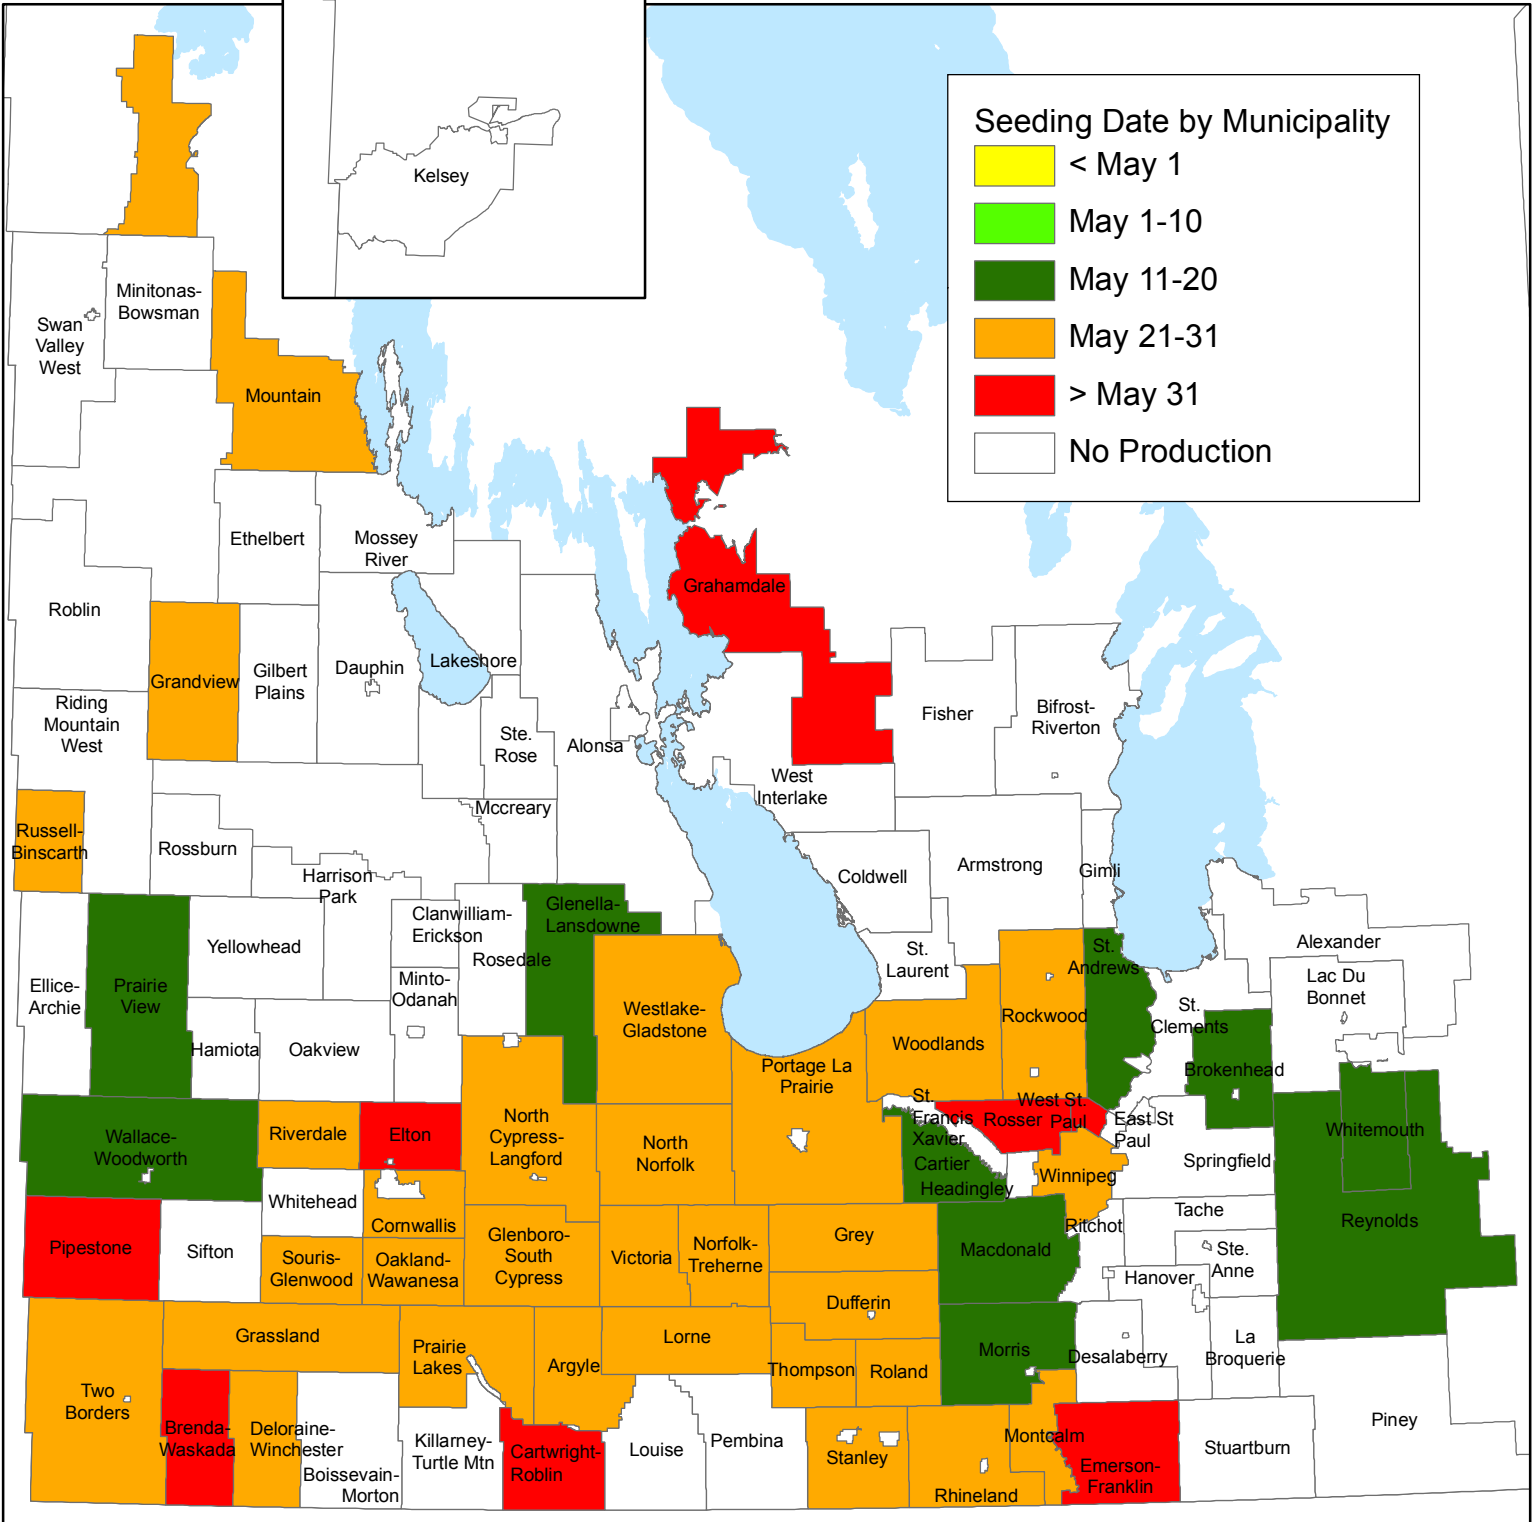 Kelsey
Seeding Date by Municipality
< May 1
May 1-10
May 11-20
May 21-31
> May 31
No Production
Minitonas-
Bowsman
Swan
Valley
West
Mountain
Ethelbert
Mossey
River
Grahamdale
Roblin
Grandview
Gilbert
Plains
Dauphin
Lakeshore
Riding
Mountain
West
Ste.
Rose
Alonsa
Fisher
Bifrost-
Riverton
West
Interlake
Mccreary
Russell-
Binscarth
Rossburn
Harrison
Park
Coldwell
Armstrong
Gimli
Clanwilliam-
Erickson
Glenella-
Lansdowne
Yellowhead
Rosedale
St.
Laurent
St.
Andrews
Alexander
Lac Du
Bonnet
Ellice-
Archie
Prairie
View
Minto-
Odanah
Westlake-
Gladstone
Rockwood
St.
Clements
Hamiota
Oakview
Woodlands
Portage La
Prairie
Brokenhead
St.
Francis
Xavier
Rosser
West St.
Paul
East St
Paul
Whitemouth
Wallace-
Woodworth
Riverdale
Elton
North
Cypress-
Langford
North
Norfolk
Cartier
Headingley
Winnipeg
Springfield
Whitehead
Cornwallis
Tache
Reynolds
Pipestone
Sifton
Souris-
Glenwood
Oakland-
Wawanesa
Glenboro-
South
Cypress
Victoria
Norfolk-
Treherne
Grey
Macdonald
Ritchot
Ste.
Anne
Hanover
Dufferin
Grassland
Prairie
Lakes
Argyle
Lorne
Thompson
Roland
Morris
Desalaberry
La
Broquerie
Two
Borders
Brenda-
Waskada
Deloraine-
Winchester
Boissevain-
Morton
Killarney-
Turtle Mtn
Cartwright-
Roblin
Louise
Pembina
Stanley
Rhineland
Montcalm
Emerson-
Franklin
Stuartburn
Piney